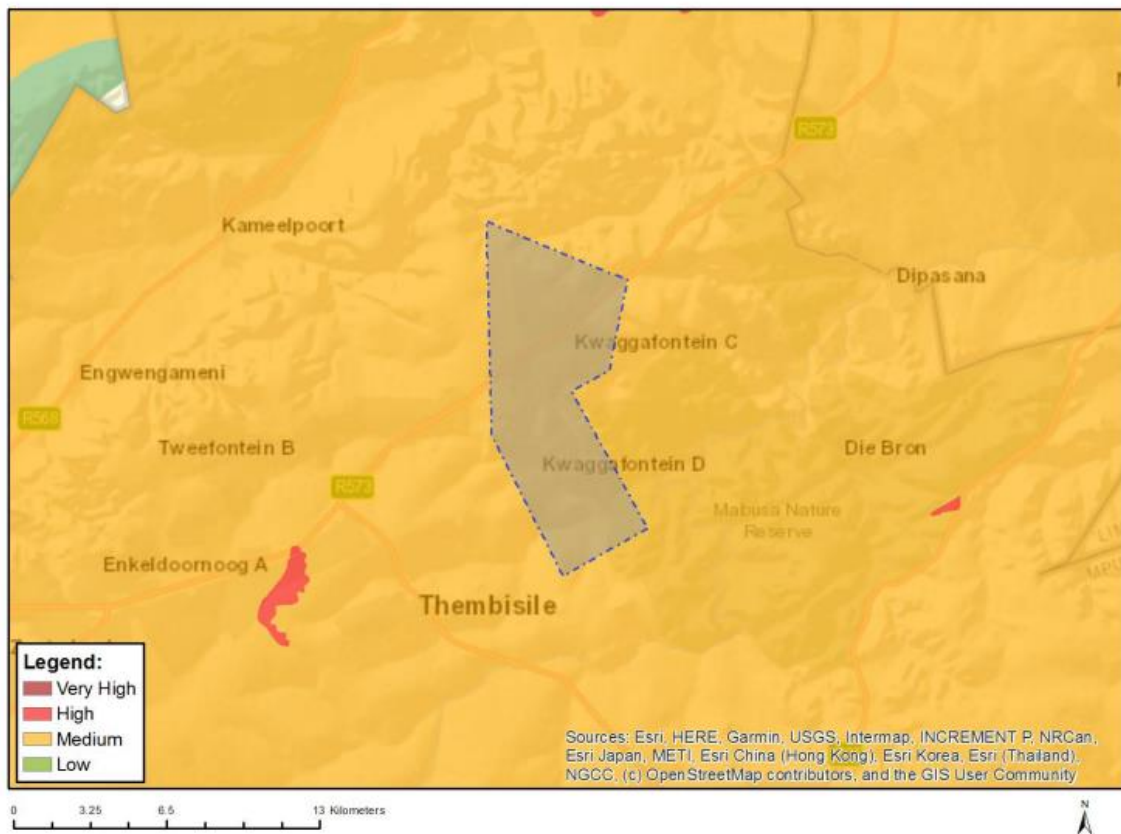 R573
Kameelpoort
Dipasana
Kwaggafontein C
Engwengameni
R568
Tweefontein B
Die Bron
Kwaggafontein D
R573
Mabusa Nature
Reserve
Enkeldoornoog A
Thembisile
Legend:
Very High
High
Medium
Low
Sources: Esri, HERE, Garmin, USGS, Intermap, INCREMENT P, NRCan,
Esri Japan, METI, Esri China (Hong Kong), Esri Korea, Esri (Thailand),
NGCC, (c) OpenStreetMap contributors, and the GIS User Community
0 3.25 6.5 13 Kilometers
N